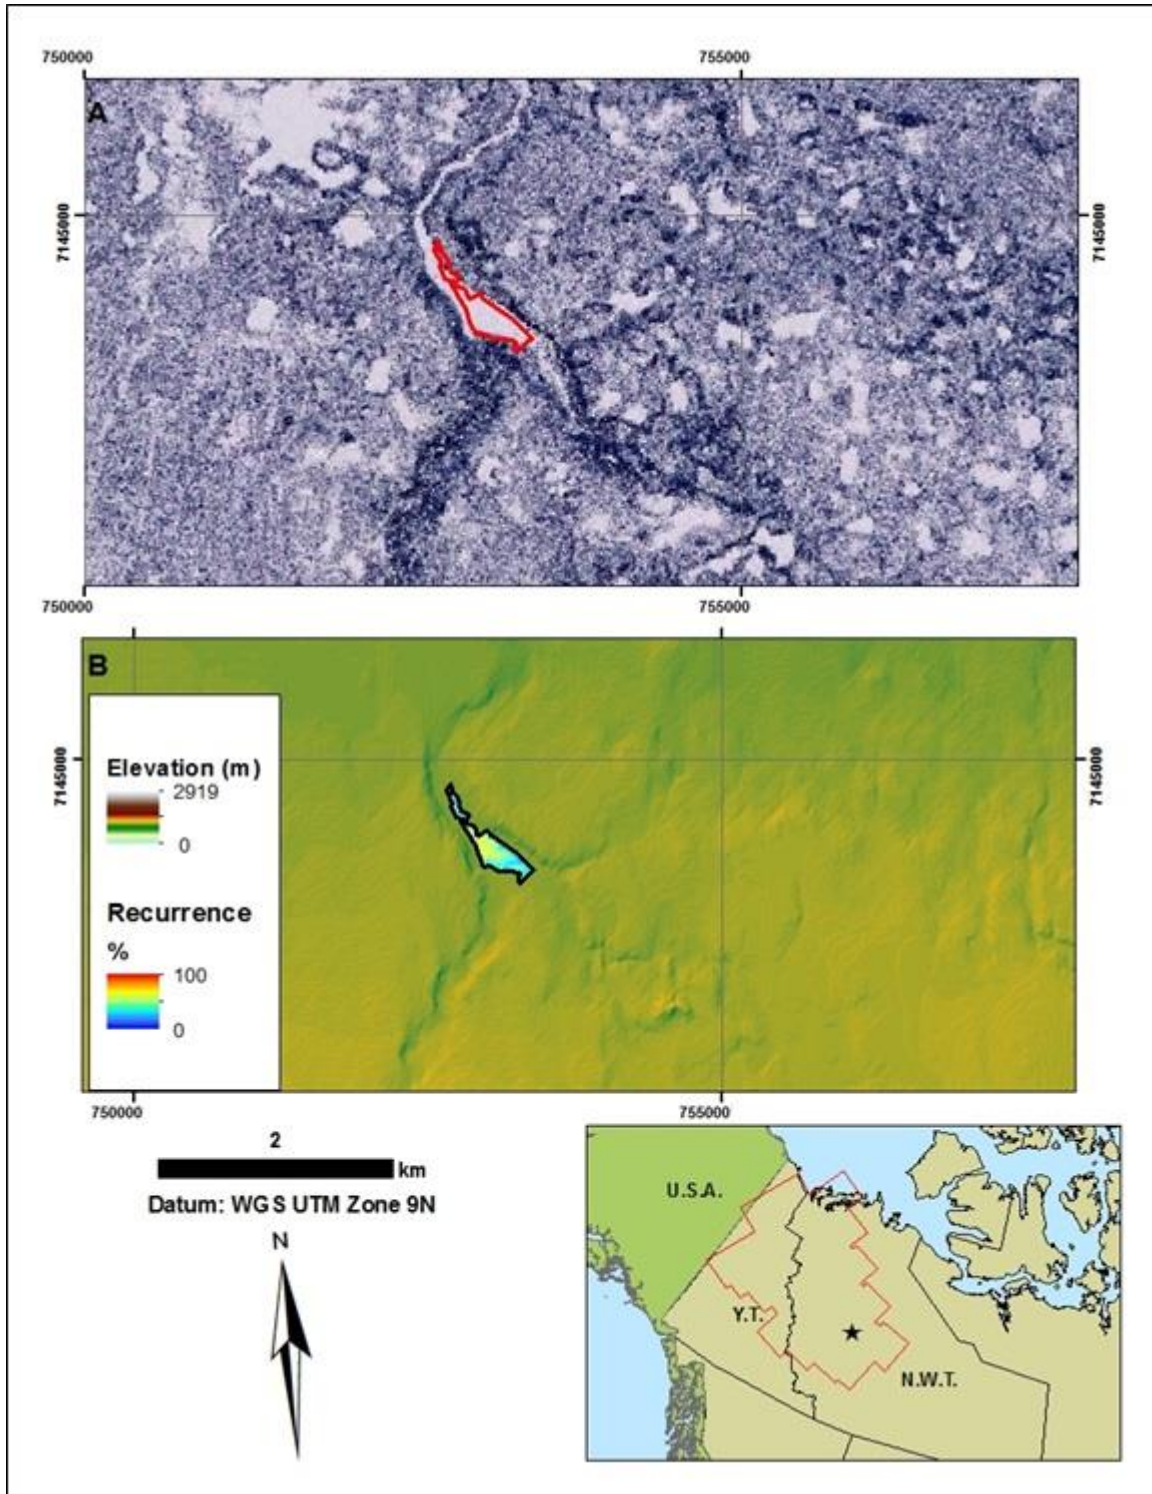 750000 755000
A
7145000 7145000
750000 755000
B
Elevation (m)
2919
0
7145000 7145000
Recurrence
%
100
0
750000 755000
2
km
Datum: WGS UTM Zone 9N
N
U.S.A.
Y.T.
N.W.T.